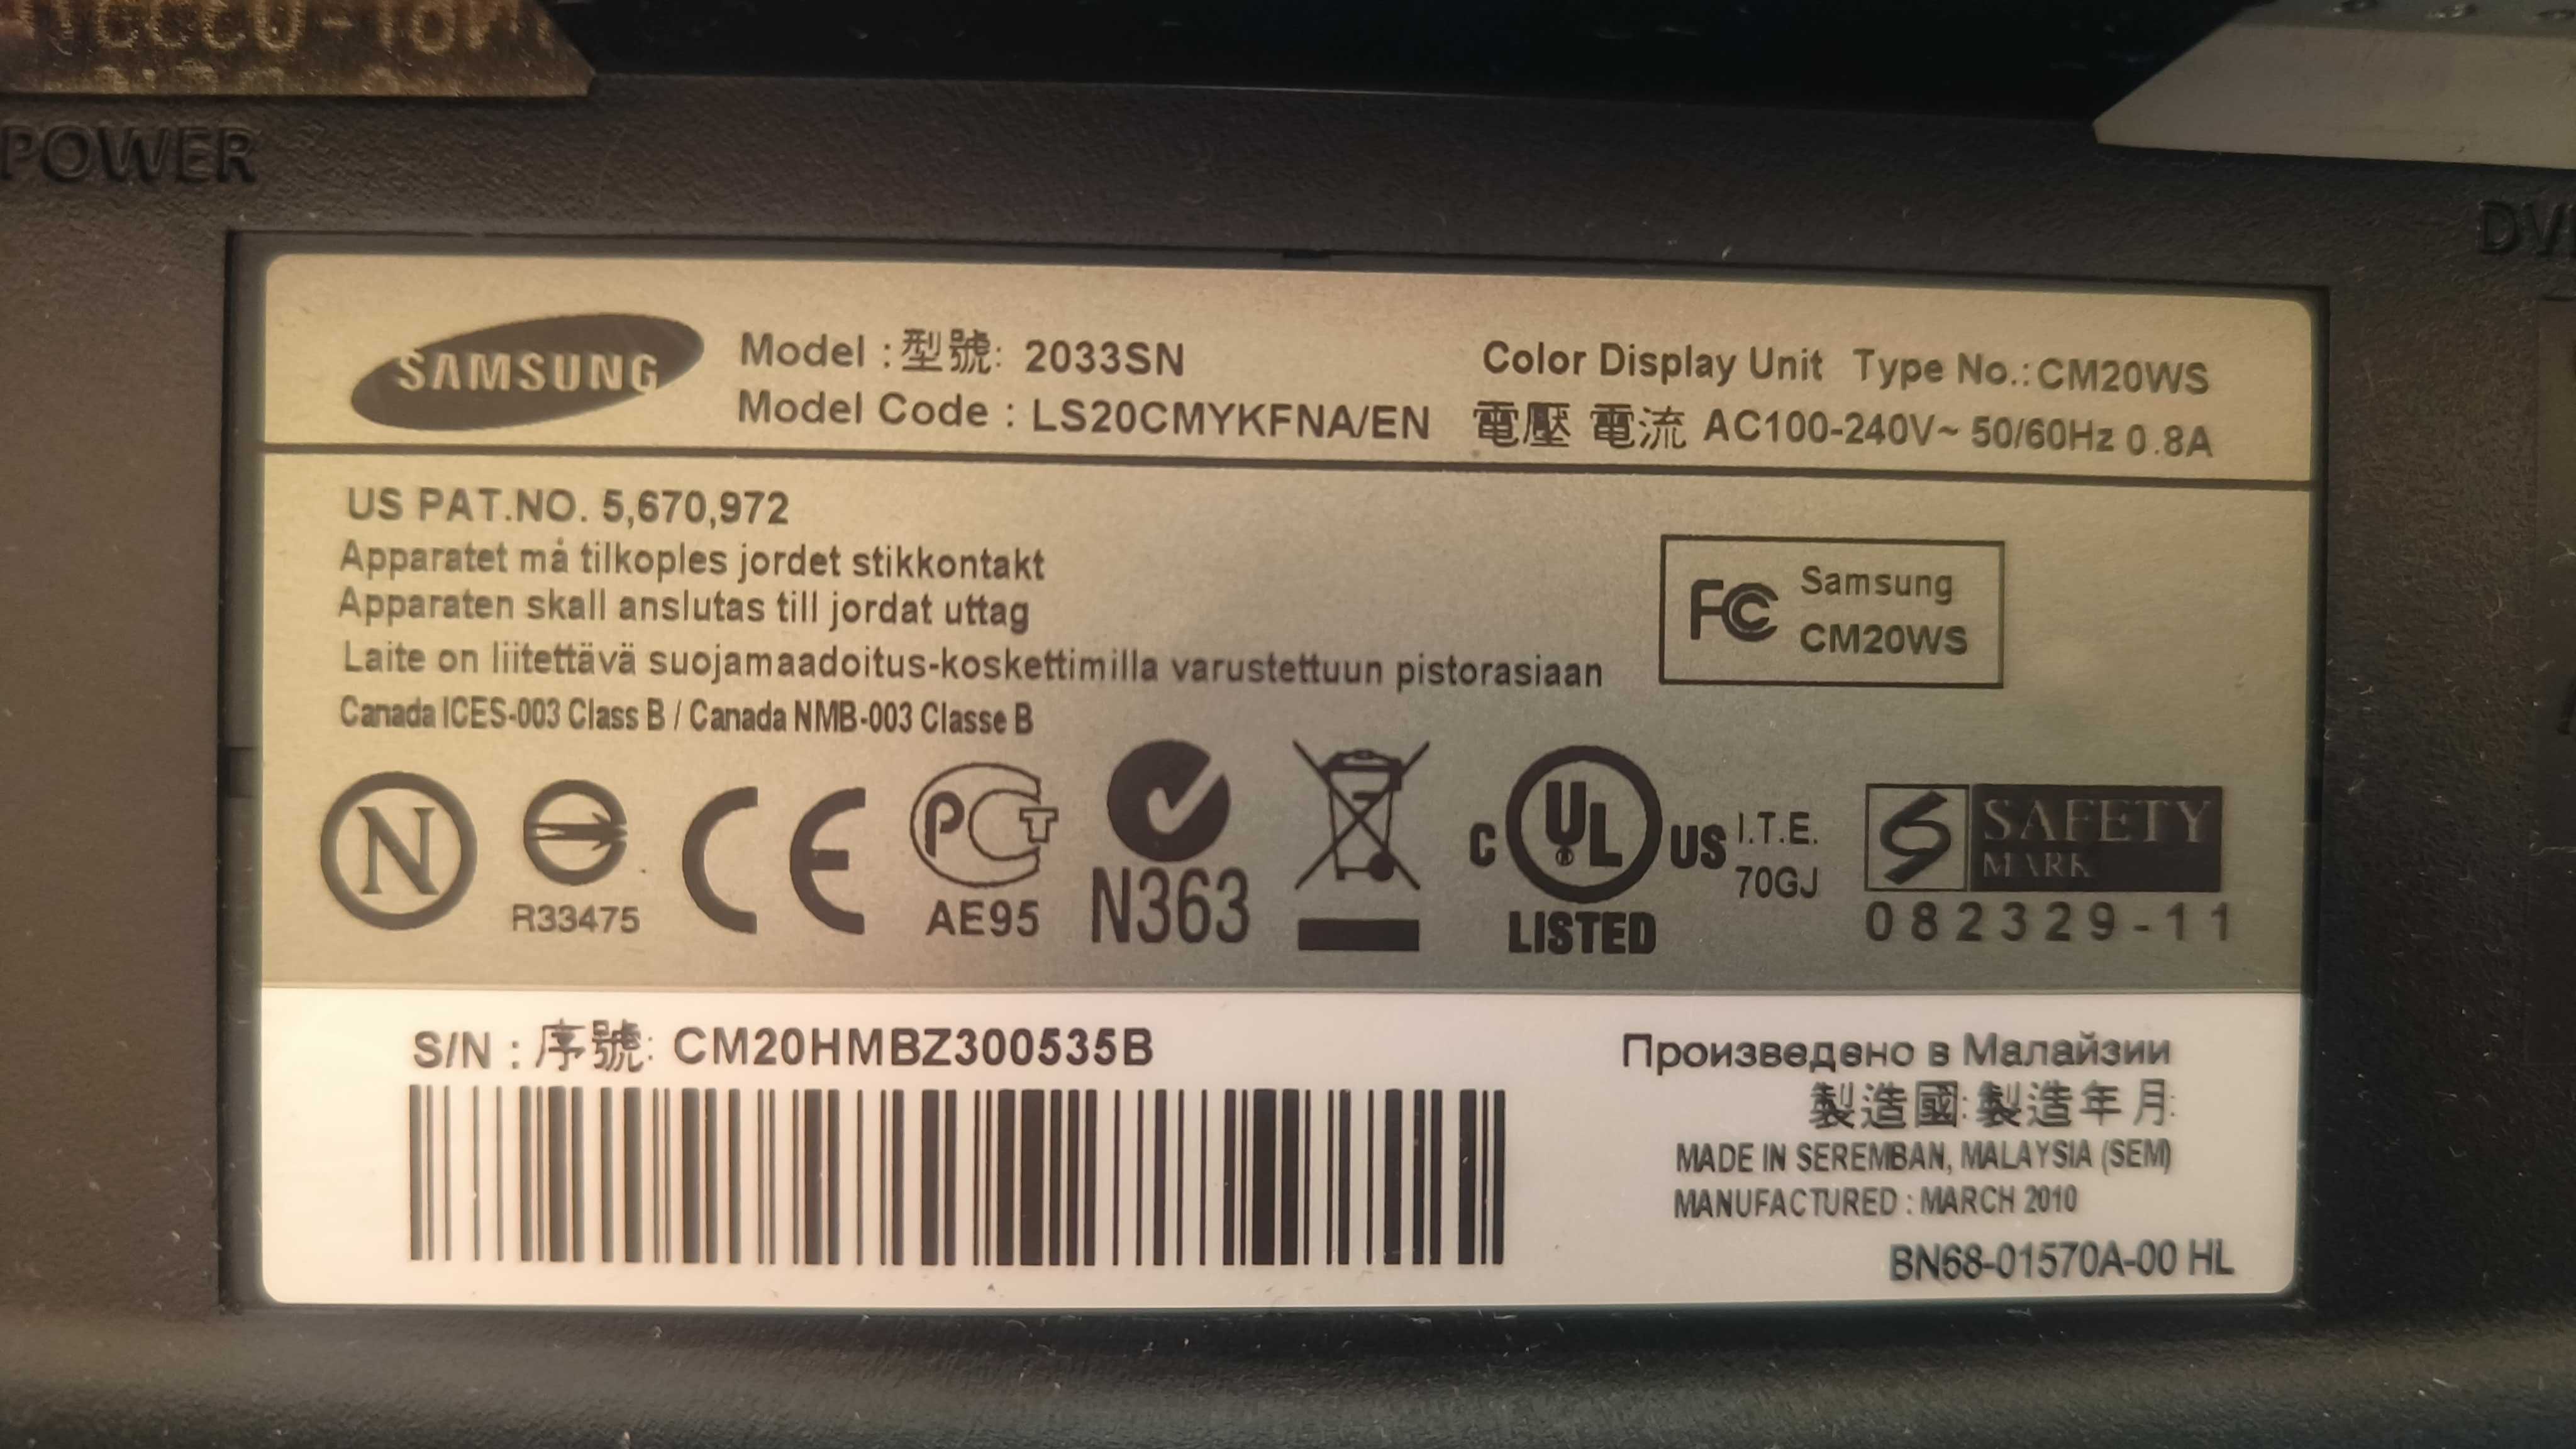 POWER
DVI
SAMSUNG
Model : 型號: 2033SN
Model Code : LS20CMYKFNA/EN
Color Display Unit Type No.:CM20WS
電壓 電流 AC100-240V~ 50/60Hz 0.8A
US PAT.NO. 5,670,972
Apparatet må tilkoples jordet stikkontakt
Apparaten skall anslutas till jordat uttag
Laite on liitettävä suojamaadoitus-koskettimilla varustettuun pistorasiaan
Canada ICES-003 Class B / Canada NMB-003 Classe B
FC Samsung
CM20WS
N
R33475
CE
PCT
AE95
N363
C UL US
LISTED
I.T.E.
70GJ
SAFETY
MARK
082329-11
S/N : 序號: CM20HMBZ300535B
Произведено в Малайзии
製造國: 製造年月:
MADE IN SEREMBAN, MALAYSIA (SEM)
MANUFACTURED : MARCH 2010
BN68-01570A-00 HL